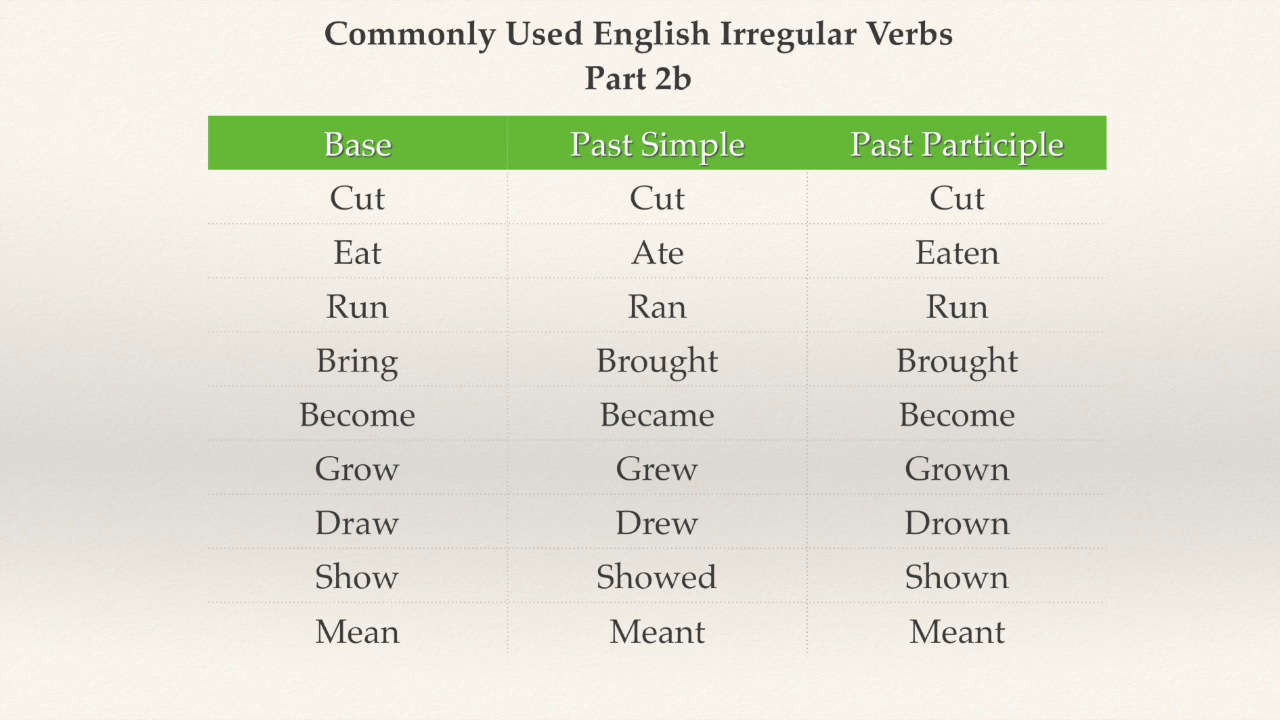 Commonly Used English Irregular Verbs
Part 2b
Base Past Simple Past Participle
Cut Cut Cut
Eat Ate Eaten
Run Ran Run
Bring Brought Brought
Become Became Become
Grow Grew Grown
Draw Drew Drown
Show Showed Shown
Mean Meant Meant